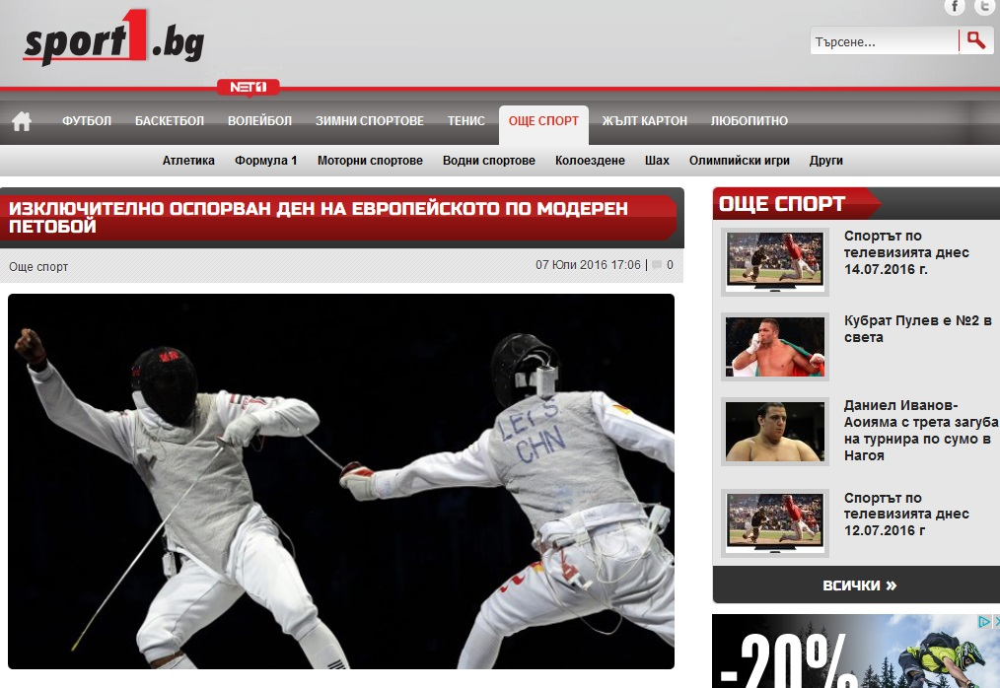 sport1.bg
f
t
Търсене...
NET1
ФУТБОЛ БАСКЕТБОЛ ВОЛЕЙБОЛ ЗИМНИ СПОРТОВЕ ТЕНИС ОЩЕ СПОРТ ЖЪЛТ КАРТОН ЛЮБОПИТНО
Атлетика Формула 1 Моторни спортове Водни спортове Колоездене Шах Олимпийски игри Други
ИЗКЛЮЧИТЕЛНО ОСПОРВАН ДЕН НА ЕВРОПЕЙСКОТО ПО МОДЕРЕН
ПЕТОБОЙ
Още спорт
07 Юли 2016 17:06 | 0
LEI S
CHN
ОЩЕ СПОРТ
Спортът по
телевизията днес
14.07.2016 г.
Кубрат Пулев е №2 в
света
Даниел Иванов-
Аоияма с трета загуба
на турнира по сумо в
Нагоя
Спортът по
телевизията днес
12.07.2016 г
ВСИЧКИ »
-20%